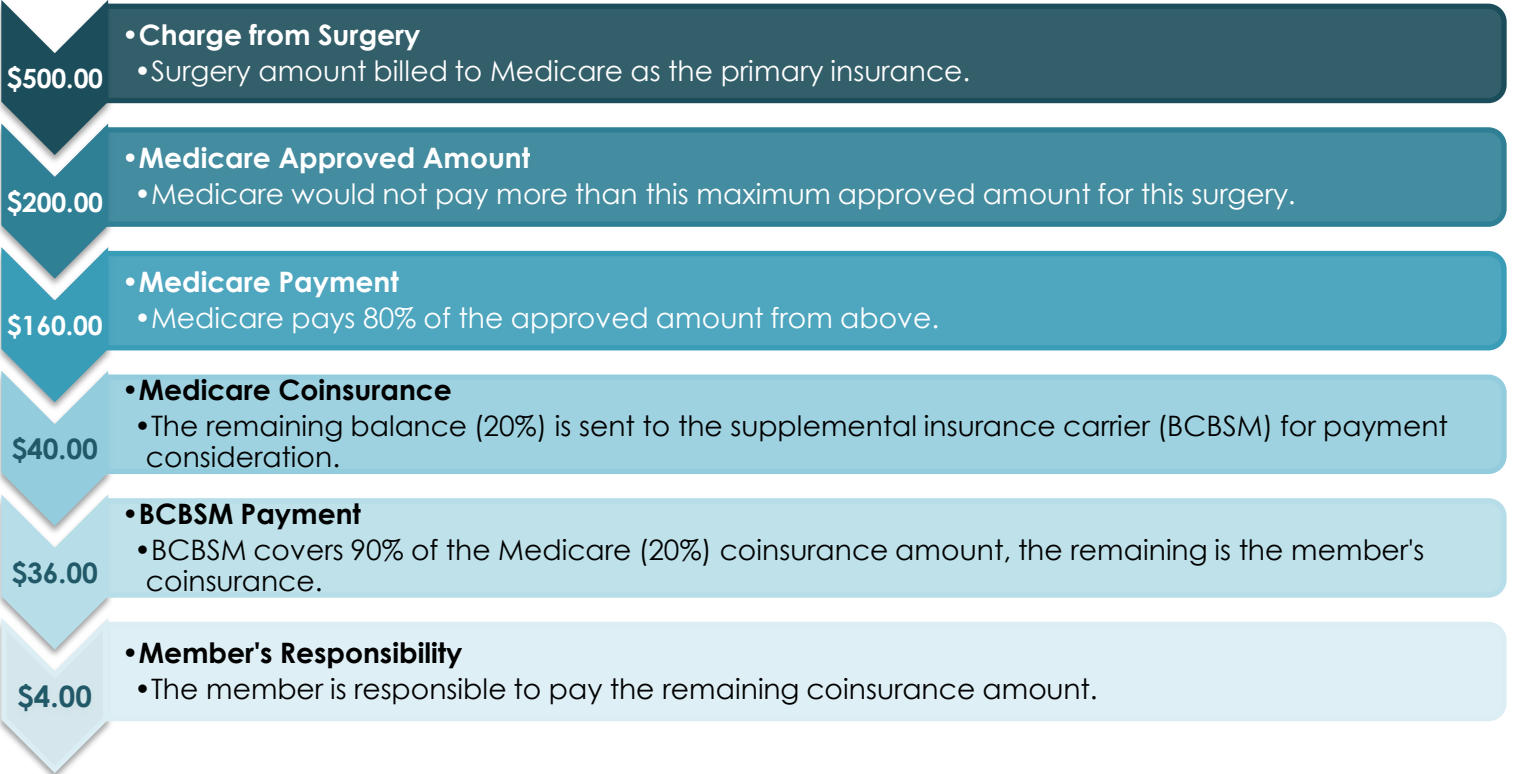 $500.00
•Charge from Surgery
•Surgery amount billed to Medicare as the primary insurance.
$200.00
•Medicare Approved Amount
•Medicare would not pay more than this maximum approved amount for this surgery.
$160.00
•Medicare Payment
•Medicare pays 80% of the approved amount from above.
$40.00
•Medicare Coinsurance
•The remaining balance (20%) is sent to the supplemental insurance carrier (BCBSM) for payment
consideration.
$36.00
•BCBSM Payment
•BCBSM covers 90% of the Medicare (20%) coinsurance amount, the remaining is the member's
coinsurance.
$4.00
•Member's Responsibility
•The member is responsible to pay the remaining coinsurance amount.